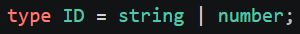 type ID = string | number;